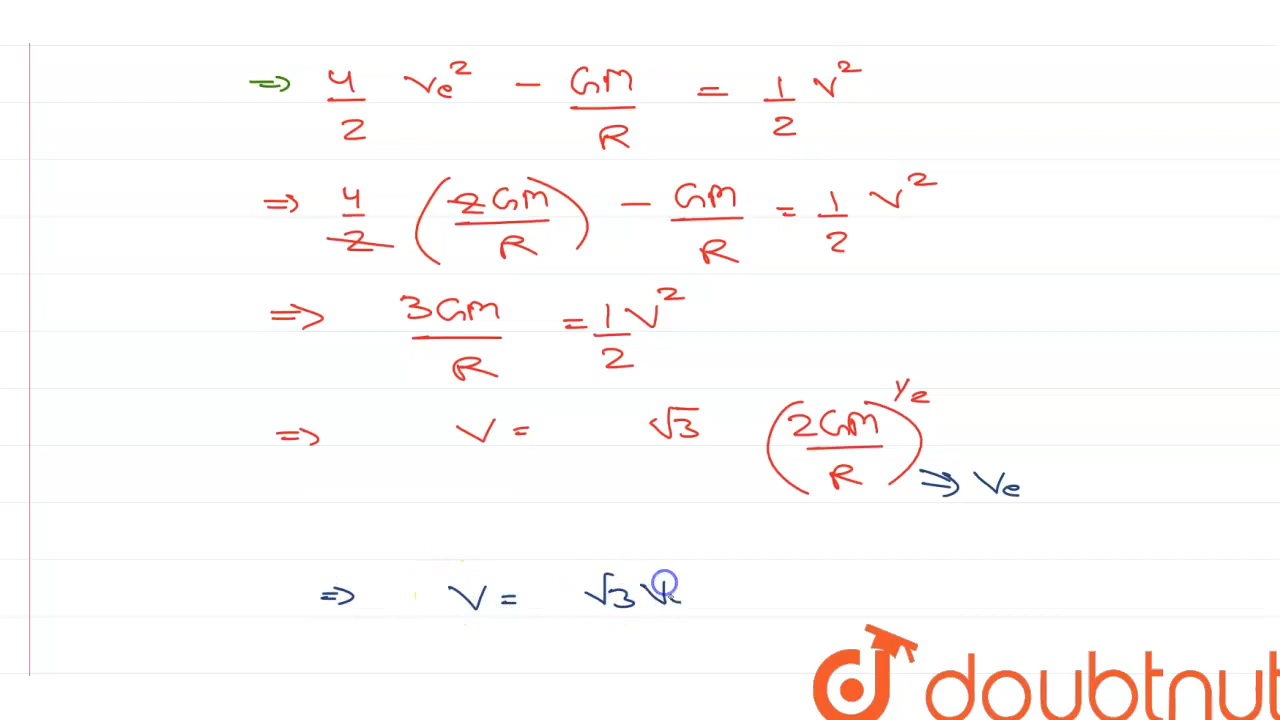 ⇒ 4/2 Ve² - GM/R = 1/2 V²
⇒ 4/2 (2GM/R) - GM/R = 1/2 V²
⇒ 3GM/R = 1/2 V²
⇒ V = √3 (2GM/R)^1/2 ⇒ Ve
⇒ V = √3 V
doubtnut